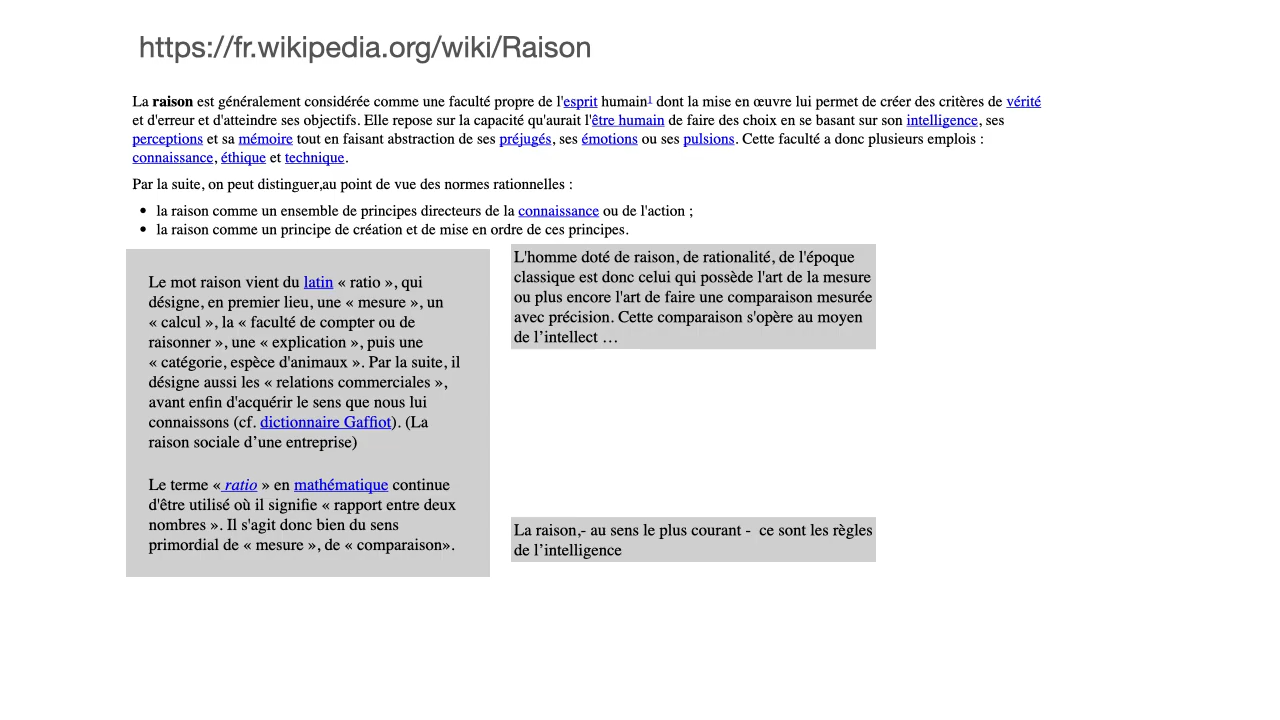 https://fr.wikipedia.org/wiki/Raison
La raison est généralement considérée comme une faculté propre de l'esprit humain1 dont la mise en œuvre lui permet de créer des critères de vérité
et d'erreur et d'atteindre ses objectifs. Elle repose sur la capacité qu'aurait l'être humain de faire des choix en se basant sur son intelligence, ses
perceptions et sa mémoire tout en faisant abstraction de ses préjugés, ses émotions ou ses pulsions. Cette faculté a donc plusieurs emplois :
connaissance, éthique et technique.
Par la suite, on peut distinguer,au point de vue des normes rationnelles :
• la raison comme un ensemble de principes directeurs de la connaissance ou de l'action ;
• la raison comme un principe de création et de mise en ordre de ces principes.
Le mot raison vient du latin « ratio », qui
désigne, en premier lieu, une « mesure », un
« calcul », la « faculté de compter ou de
raisonner », une « explication », puis une
« catégorie, espèce d'animaux ». Par la suite, il
désigne aussi les « relations commerciales »,
avant enfin d'acquérir le sens que nous lui
connaissons (cf. dictionnaire Gaffiot). (La
raison sociale d’une entreprise)
Le terme « ratio » en mathématique continue
d'être utilisé où il signifie « rapport entre deux
nombres ». Il s'agit donc bien du sens
primordial de « mesure », de « comparaison».
L'homme doté de raison, de rationalité, de l'époque
classique est donc celui qui possède l'art de la mesure
ou plus encore l'art de faire une comparaison mesurée
avec précision. Cette comparaison s'opère au moyen
de l’intellect …
La raison,- au sens le plus courant - ce sont les règles
de l’intelligence